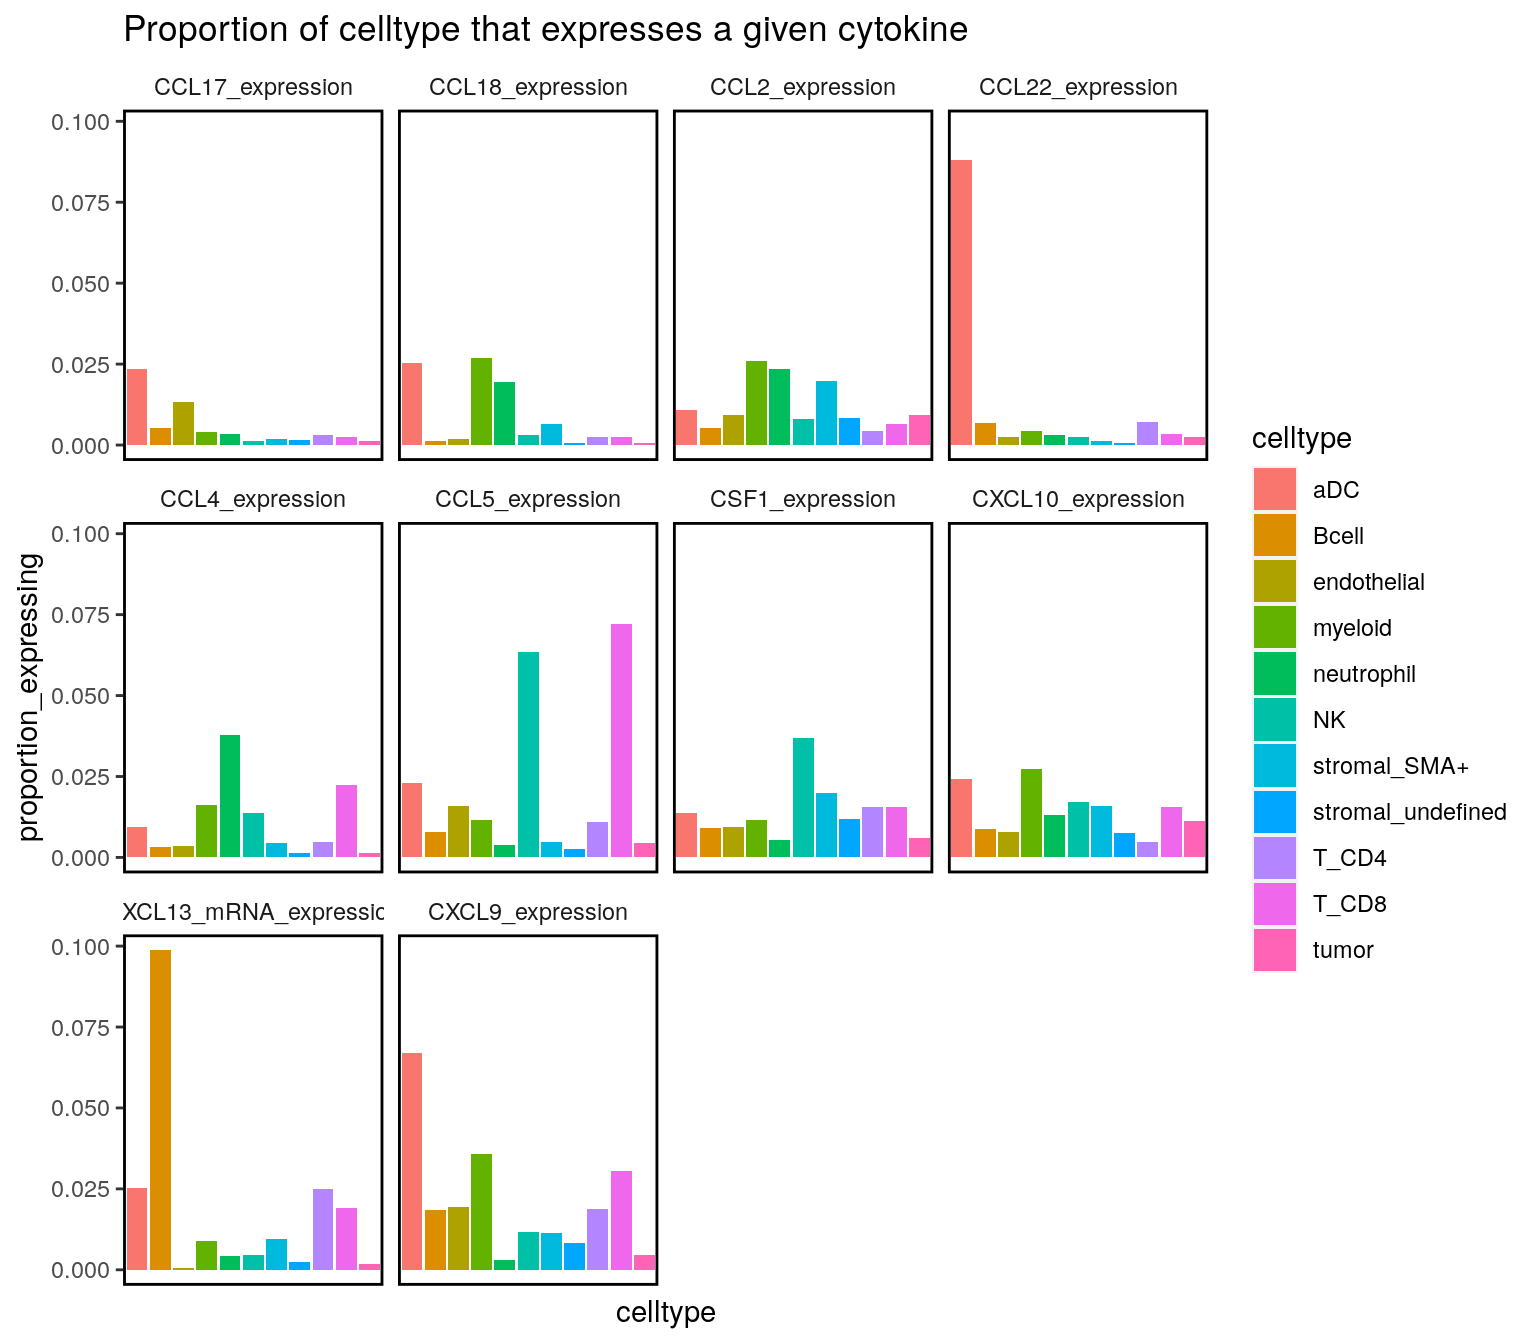 Proportion of celltype that expresses a given cytokine
CCL17_expression
CCL18_expression
CCL2_expression
CCL22_expression
0.100
0.075
0.050
0.025
0.000
CCL4_expression
CCL5_expression
CSF1_expression
CXCL10_expression
0.100
0.075
0.050
0.025
0.000
XCL13_mRNA_expressic
CXCL9_expression
0.100
0.075
0.050
0.025
0.000
proportion_expressing
celltype
celltype
aDC
Bcell
endothelial
myeloid
neutrophil
NK
stromal_SMA+
stromal_undefined
T_CD4
T_CD8
tumor